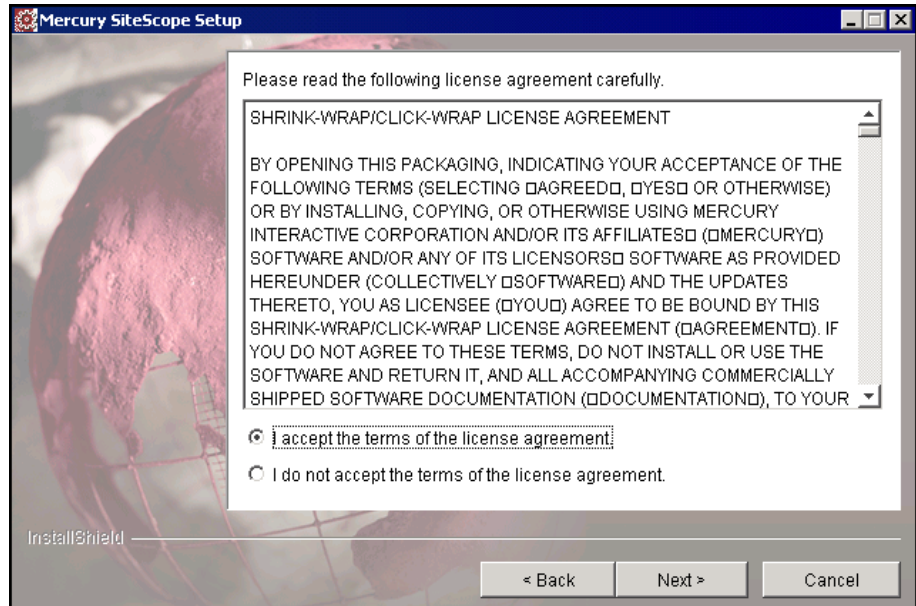 Mercury SiteScope Setup
Please read the following license agreement carefully.
SHRINK-WRAP/CLICK-WRAP LICENSE AGREEMENT
BY OPENING THIS PACKAGING, INDICATING YOUR ACCEPTANCE OF THE
FOLLOWING TERMS (SELECTING □AGREED□, □YES□ OR OTHERWISE)
OR BY INSTALLING, COPYING, OR OTHERWISE USING MERCURY
INTERACTIVE CORPORATION AND/OR ITS AFFILIATES□ (□MERCURY□)
SOFTWARE AND/OR ANY OF ITS LICENSORS□ SOFTWARE AS PROVIDED
HEREUNDER (COLLECTIVELY □SOFTWARE□) AND THE UPDATES
THERETO, YOU AS LICENSEE (□YOU□) AGREE TO BE BOUND BY THIS
SHRINK-WRAP/CLICK-WRAP LICENSE AGREEMENT (□AGREEMENT□). IF
YOU DO NOT AGREE TO THESE TERMS, DO NOT INSTALL OR USE THE
SOFTWARE AND RETURN IT, AND ALL ACCOMPANYING COMMERCIALLY
SHIPPED SOFTWARE DOCUMENTATION (□DOCUMENTATION□), TO YOUR
I accept the terms of the license agreement.
I do not accept the terms of the license agreement.
InstallShield
< Back Next > Cancel